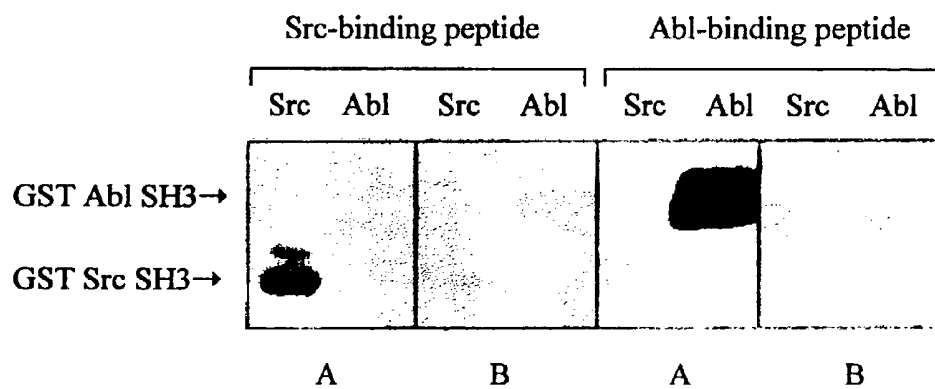 Src-binding peptide Abl-binding peptide
Src Abl Src Abl Src Abl Src Abl
GST Abl SH3→
GST Src SH3→
A B A B